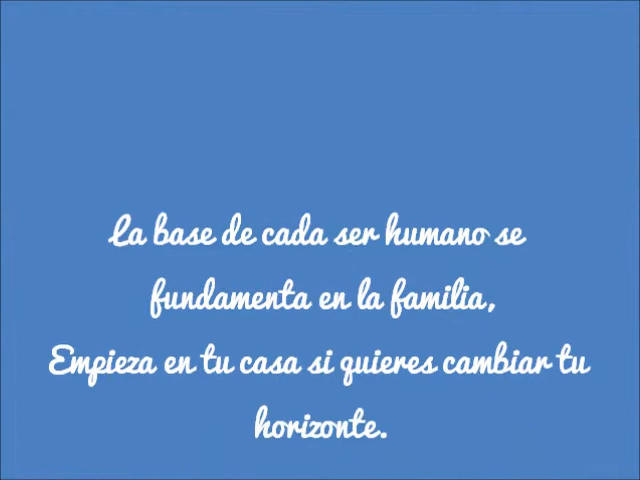 La base de cada ser humano se
fundamenta en la familia,
Empieza en tu casa si quieres cambiar tu
horizonte.